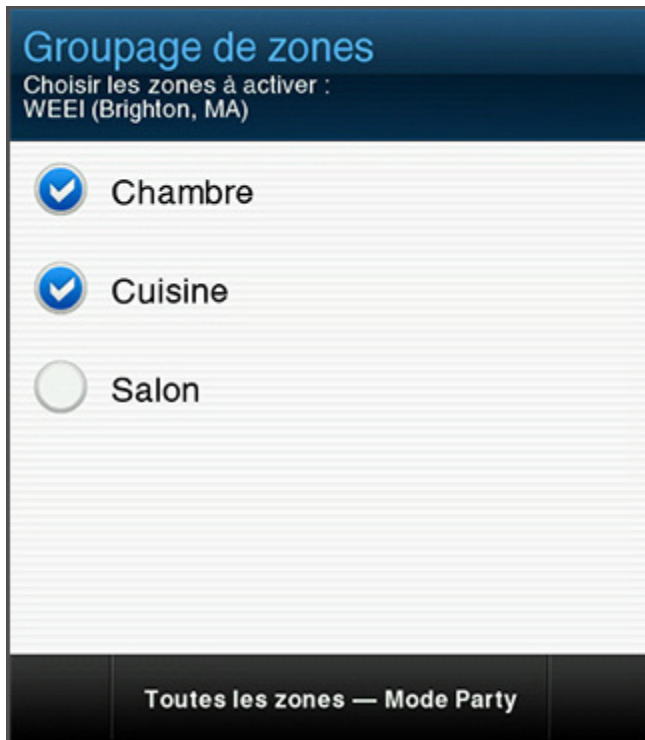 Groupage de zones
Choisir les zones à activer :
WEEI (Brighton, MA)
Chambre
Cuisine
Salon
Toutes les zones — Mode Party